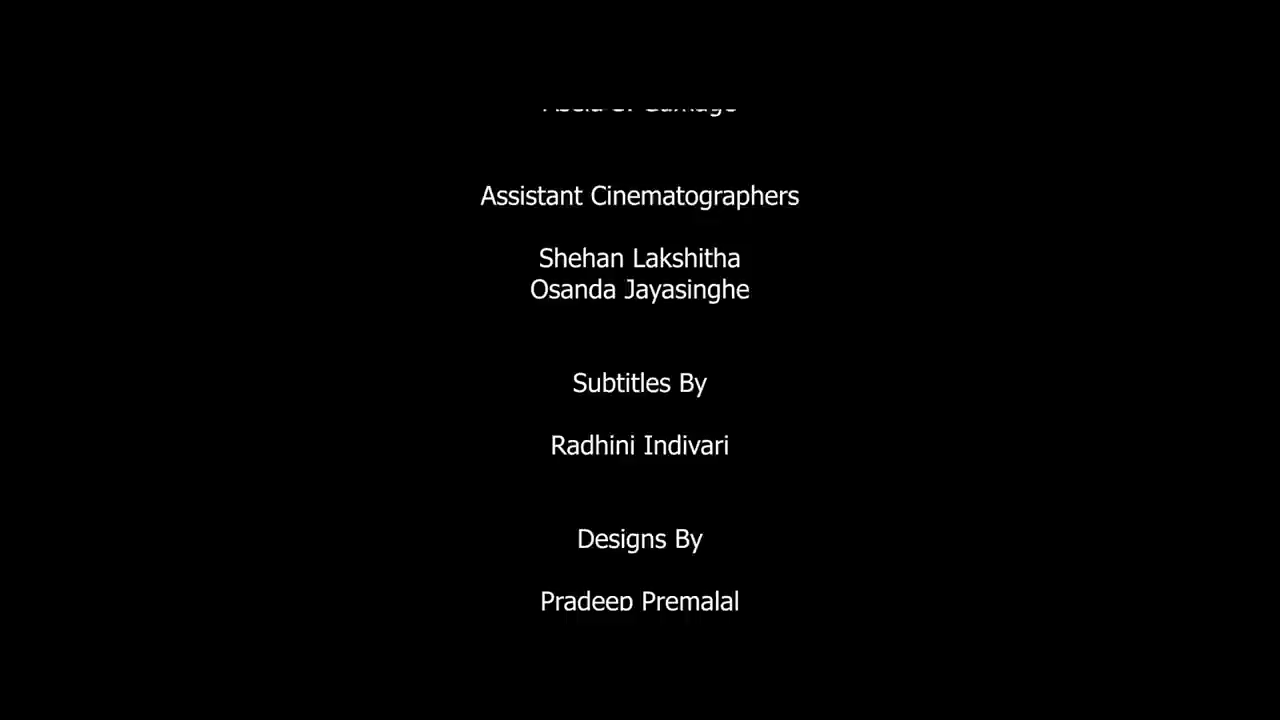 Assistant Cinematographers
Shehan Lakshitha
Osanda Jayasinghe
Subtitles By
Radhini Indivari
Designs By
Pradeep Premalal